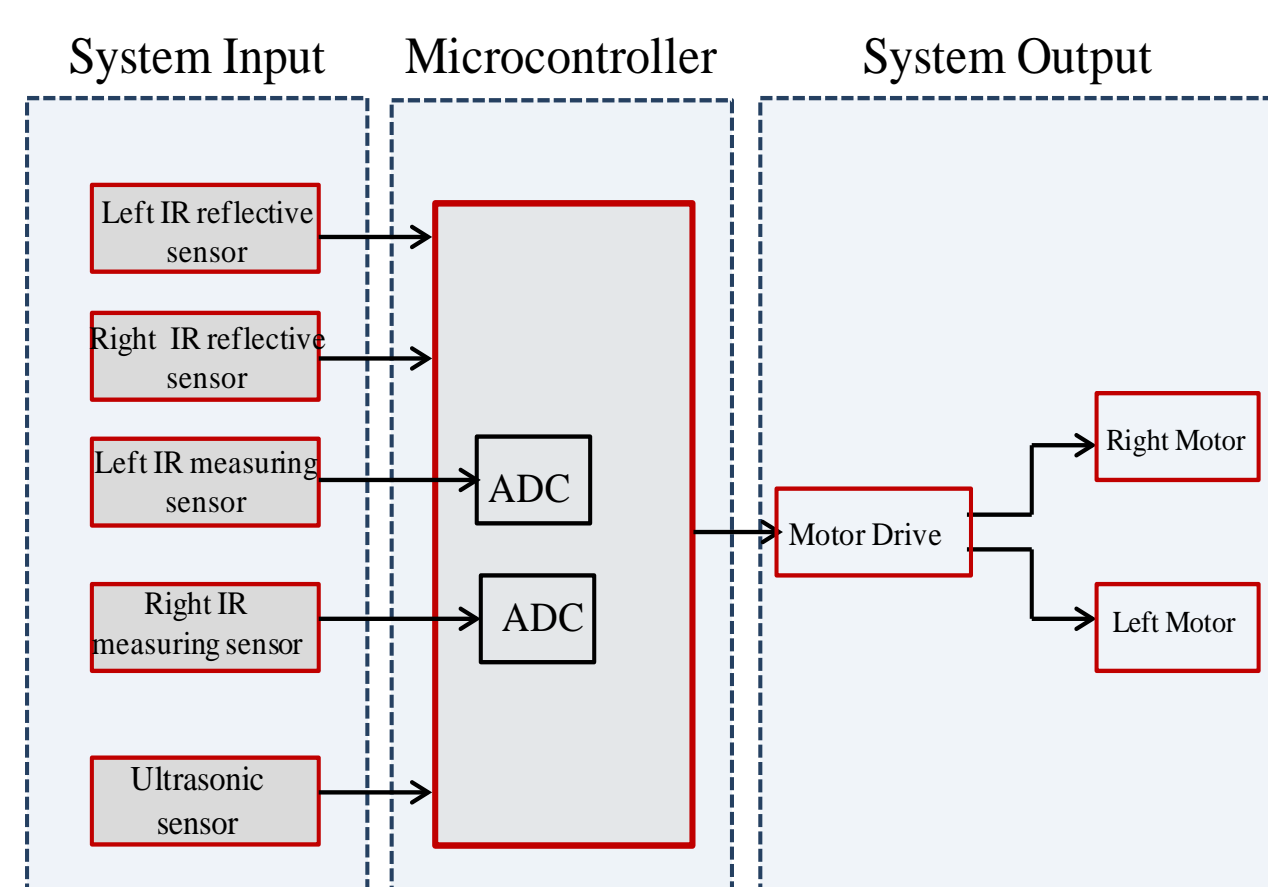 System Input
Microcontroller
System Output
Left IR reflective
sensor
Right IR reflective
sensor
Left IR measuring
sensor
Right IR
measuring sensor
Ultrasonic
sensor
ADC
ADC
Motor Drive
Right Motor
Left Motor